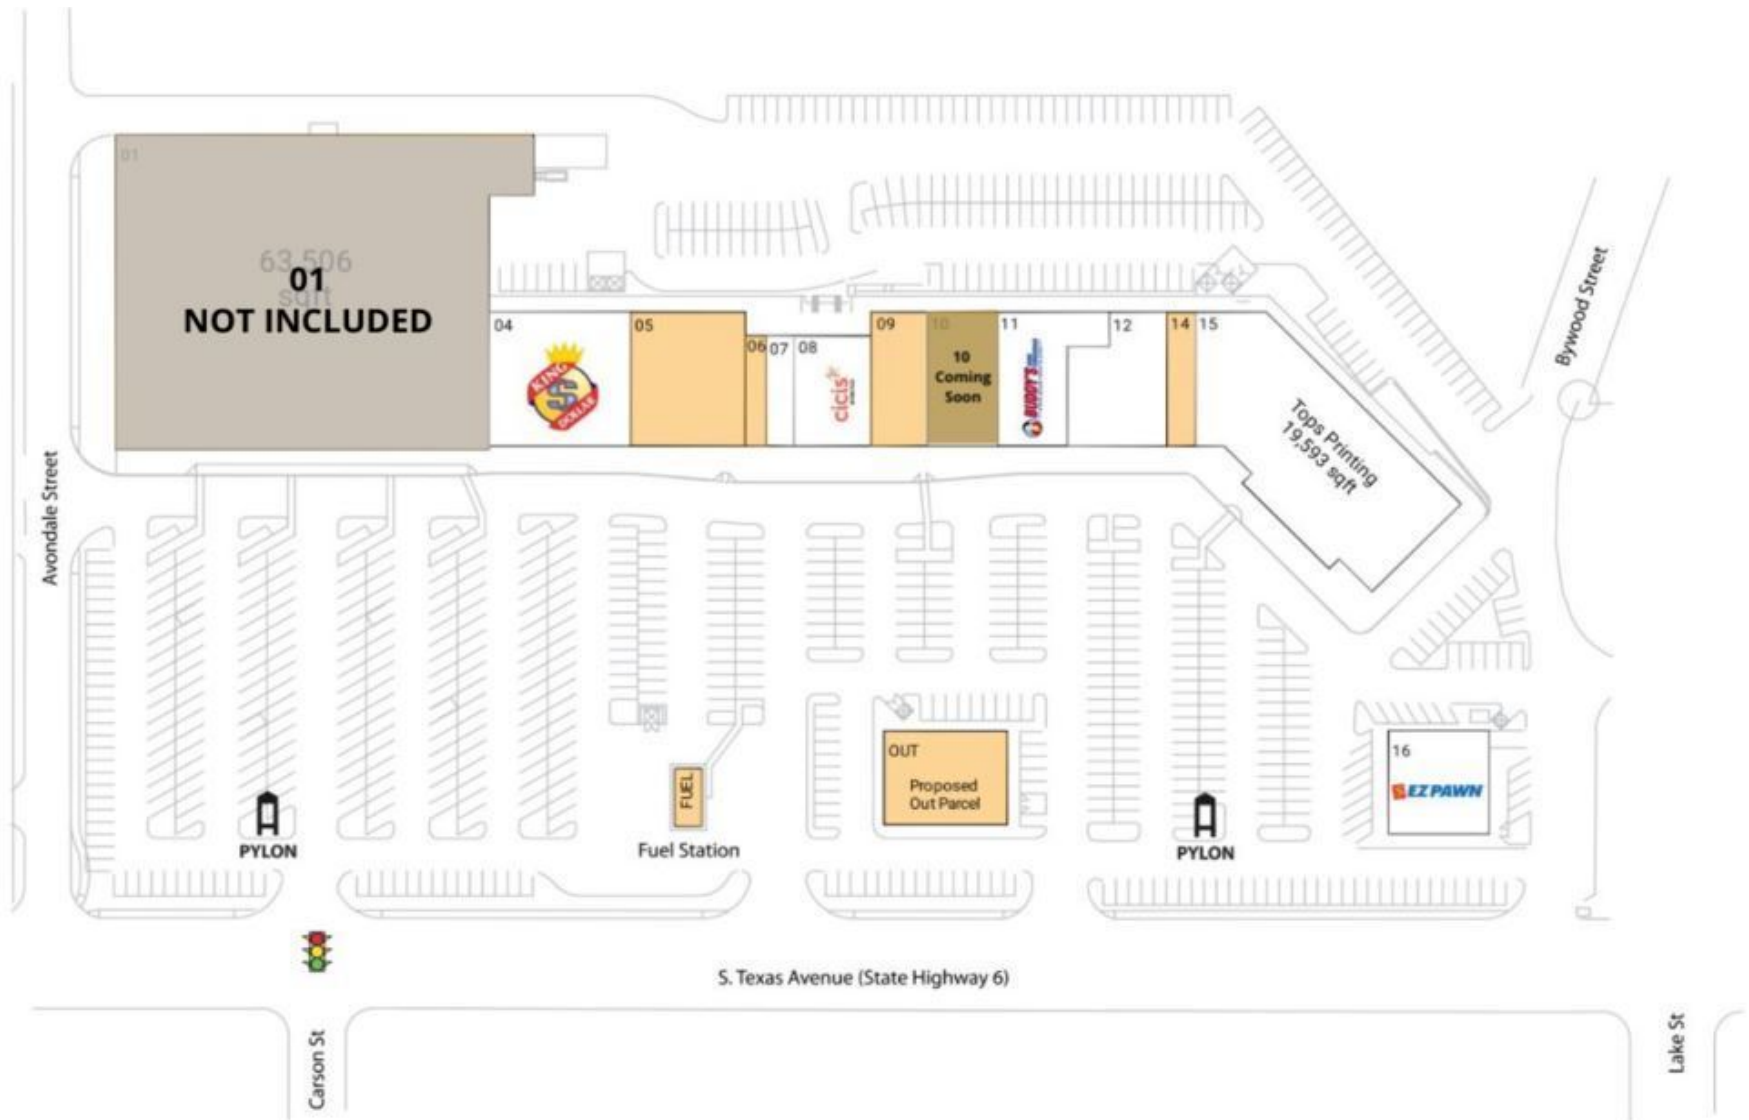 01
63,506
sqft
01
NOT INCLUDED
04
KING
S
DOLLAR
05
06
07
08
cicis
09
10
10
Coming
Soon
11
BUDDY'S
12
14
15
Tops Printing
19,593 sqft
Bywood Street
Avondale Street
OUT
Proposed
Out Parcel
16
EZPAWN
FUEL
Fuel Station
PYLON
PYLON
S. Texas Avenue (State Highway 6)
Carson St
Lake St